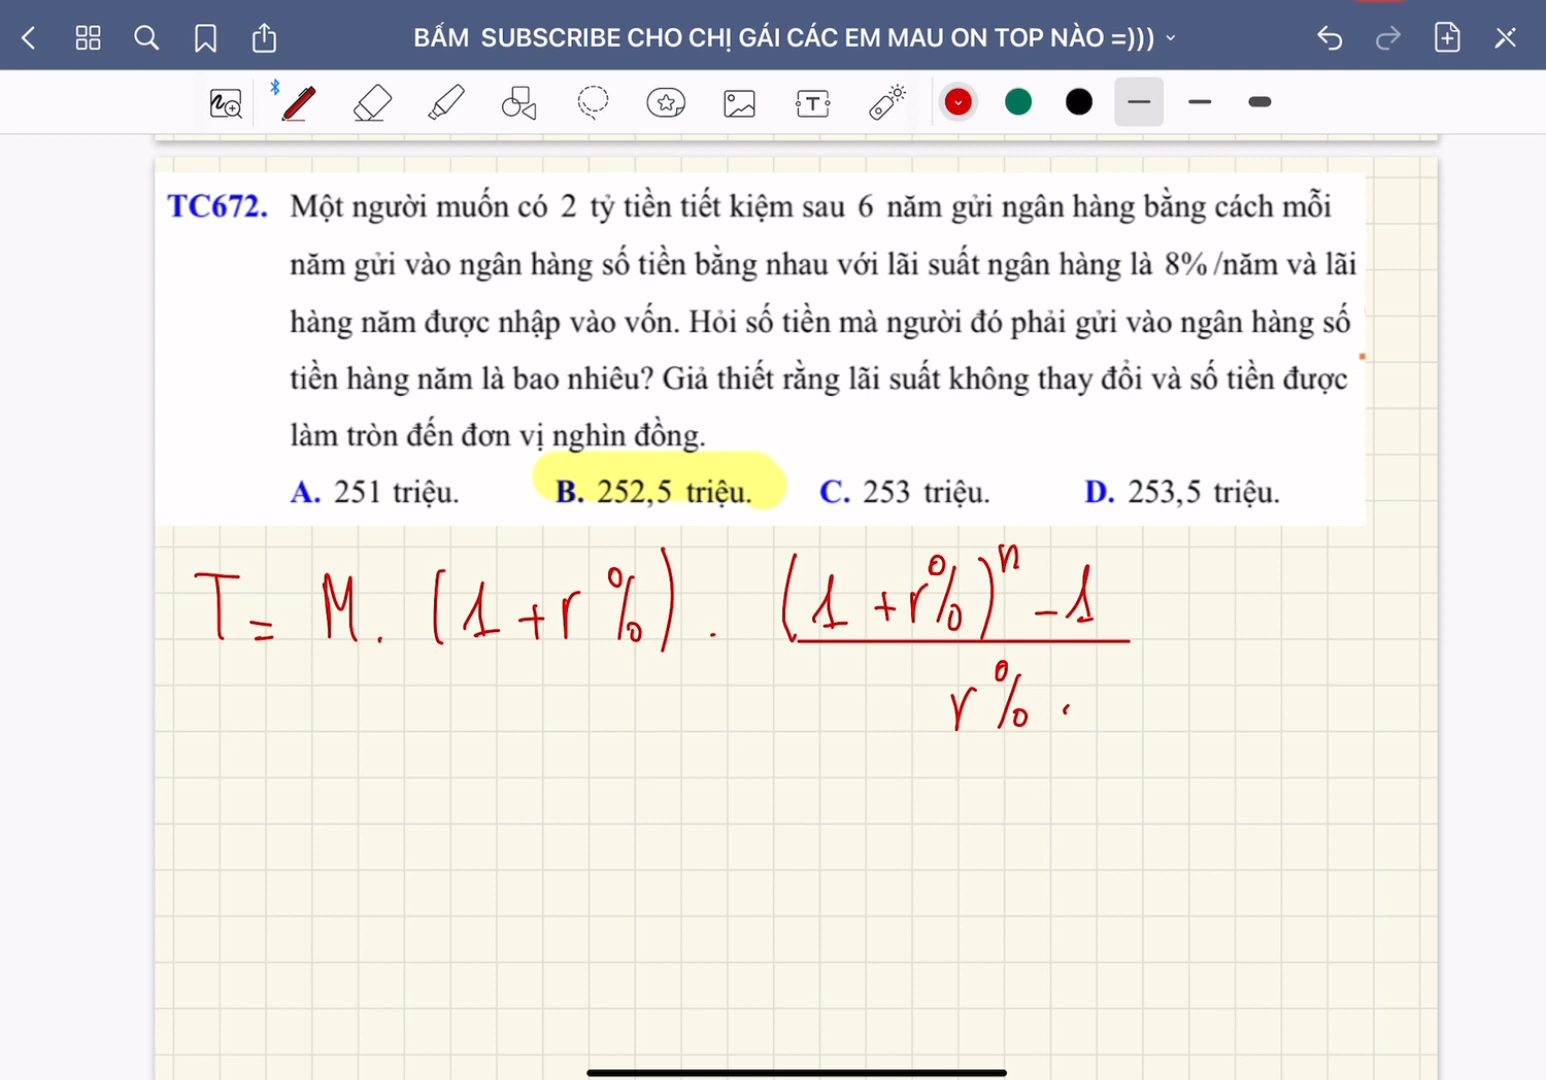 BẤM SUBSCRIBE CHO CHỊ GÁI CÁC EM MAU ON TOP NÀO =)))
TC672. Một người muốn có 2 tỷ tiền tiết kiệm sau 6 năm gửi ngân hàng bằng cách mỗi
năm gửi vào ngân hàng số tiền bằng nhau với lãi suất ngân hàng là 8% /năm và lãi
hàng năm được nhập vào vốn. Hỏi số tiền mà người đó phải gửi vào ngân hàng số
tiền hàng năm là bao nhiêu? Giả thiết rằng lãi suất không thay đổi và số tiền được
làm tròn đến đơn vị nghìn đồng.
A. 251 triệu. B. 252,5 triệu. C. 253 triệu. D. 253,5 triệu.
T = M . (1 + r%) . ((1 + r%)^n - 1) / r% .